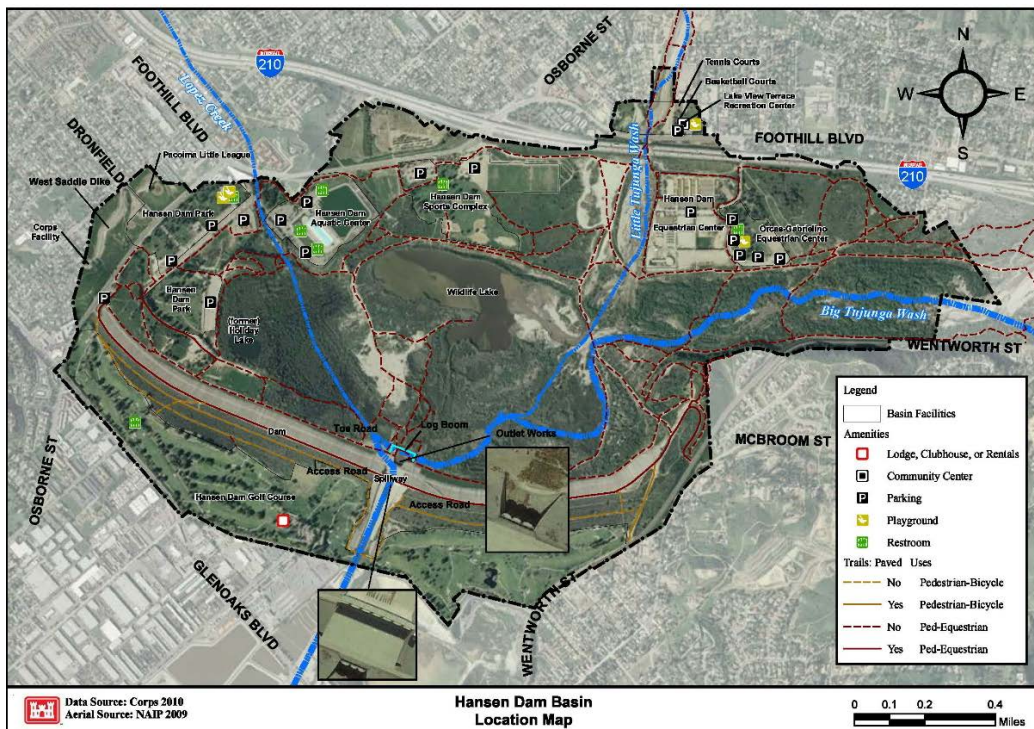 OSBORNE ST
FOOTHILL BLVD
INTERSTATE
210
Lopez Creek
Tennis Courts
Basketball Courts
Lake View Terrace
Recreation Center
N
W
E
S
DRONFIELD
Pacoima Little League
West Saddle Dike
Corps
Facility
Hansen Dam Park
P
Hansen Dam
Aquatic Center
Hansen Dam
Sports Complex
Little Tujunga Wash
FOOTHILL BLVD
INTERSTATE
210
Hansen Dam
Equestrian Center
Orcas-Gabrielino
Equestrian Center
Hansen
Dam
Park
(former)
Holiday
Lake
Wildlife Lake
Big Tujunga Wash
WENTWORTH ST
Toe Road
Log Boom
Outlet Works
Dam
Access Road
Spillway
Access Road
Hansen Dam Golf Course
OSBORNE ST
GLENOAKS BLVD
WENTWORTH ST
MCBROOM ST
Legend
Basin Facilities
Amenities
Lodge, Clubhouse, or Rentals
Community Center
P Parking
Playground
Restroom
Trails: Paved Uses
No Pedestrian-Bicycle
Yes Pedestrian-Bicycle
No Ped-Equestrian
Yes Ped-Equestrian
Data Source: Corps 2010
Aerial Source: NAIP 2009
Hansen Dam Basin
Location Map
0 0.1 0.2 0.4
Miles